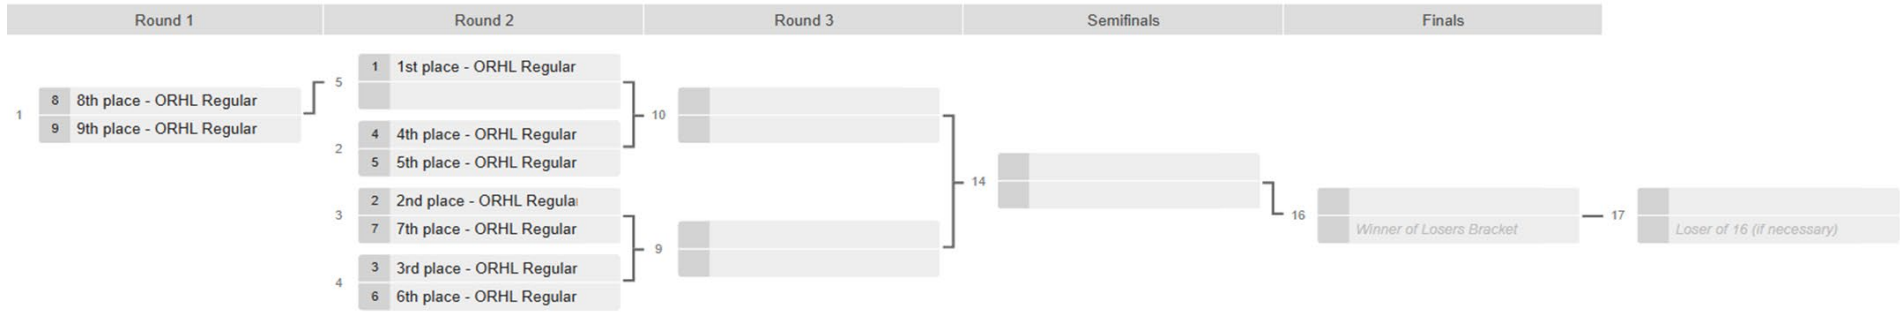 Round 1
Round 2
Round 3
Semifinals
Finals
1
8 8th place - ORHL Regular
9 9th place - ORHL Regular
5
1 1st place - ORHL Regular
2
4 4th place - ORHL Regular
5 5th place - ORHL Regular
3
2 2nd place - ORHL Regular
7 7th place - ORHL Regular
4
3 3rd place - ORHL Regular
6 6th place - ORHL Regular
10
9
14
16
Winner of Losers Bracket
17
Loser of 16 (if necessary)